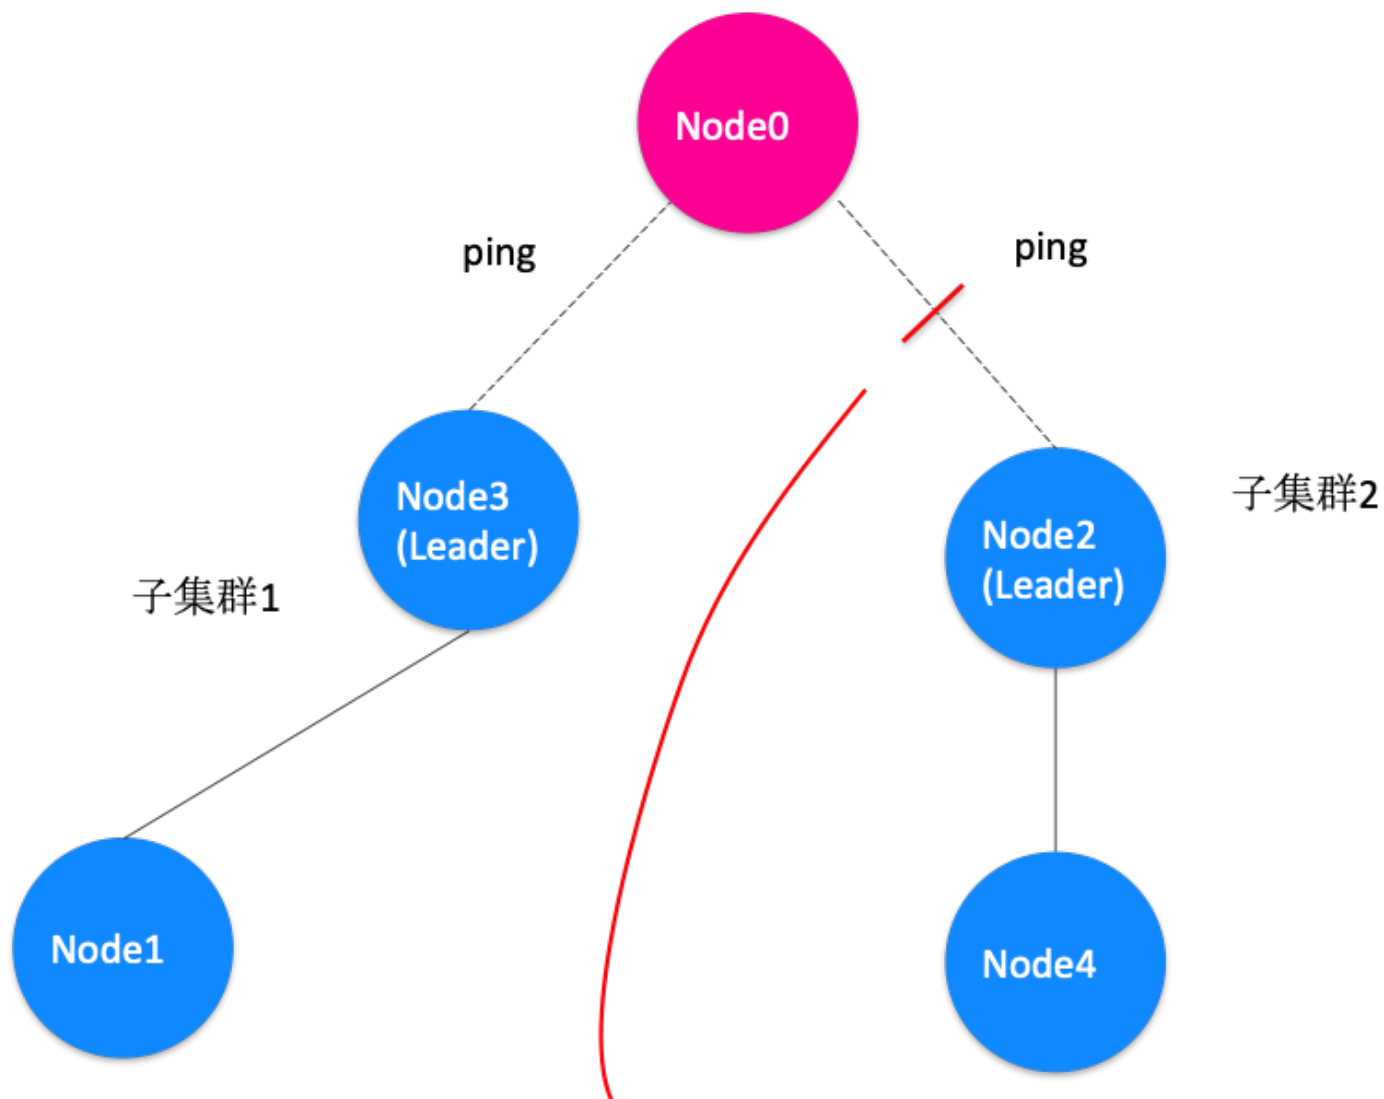 Node0
ping
ping
Node3
(Leader)
子集群2
Node2
(Leader)
子集群1
Node1
Node4